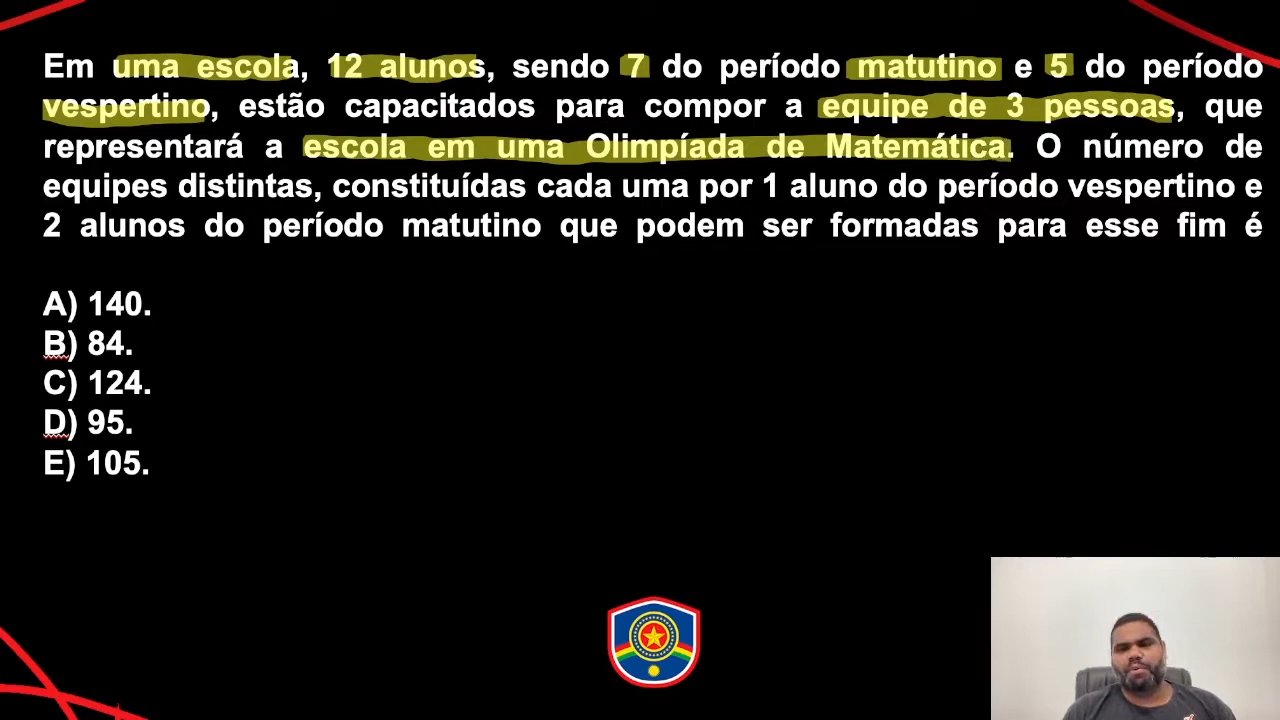 Em uma escola, 12 alunos, sendo 7 do período matutino e 5 do período
vespertino, estão capacitados para compor a equipe de 3 pessoas, que
representará a escola em uma Olimpíada de Matemática. O número de
equipes distintas, constituídas cada uma por 1 aluno do período vespertino e
2 alunos do período matutino que podem ser formadas para esse fim é
A) 140.
B) 84.
C) 124.
D) 95.
E) 105.